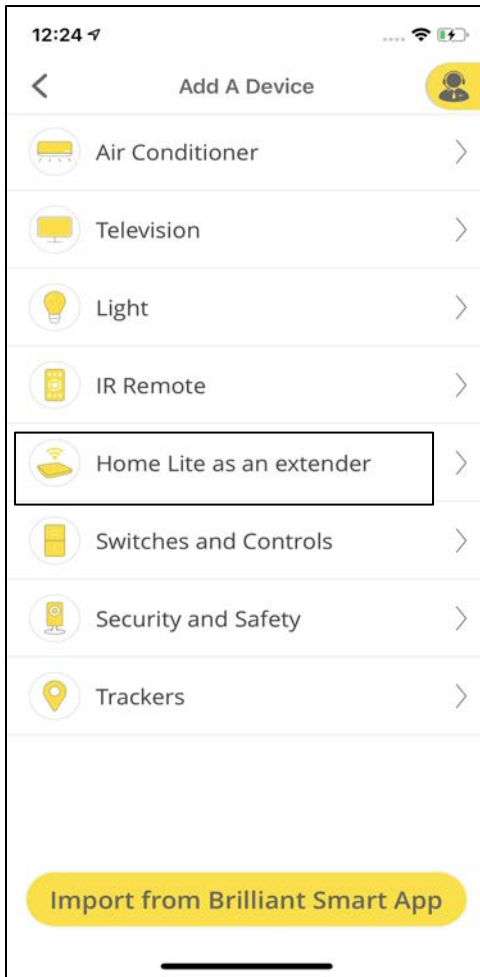 12:24
Add A Device
Air Conditioner
Television
Light
IR Remote
Home Lite as an extender
Switches and Controls
Security and Safety
Trackers
Import from Brilliant Smart App